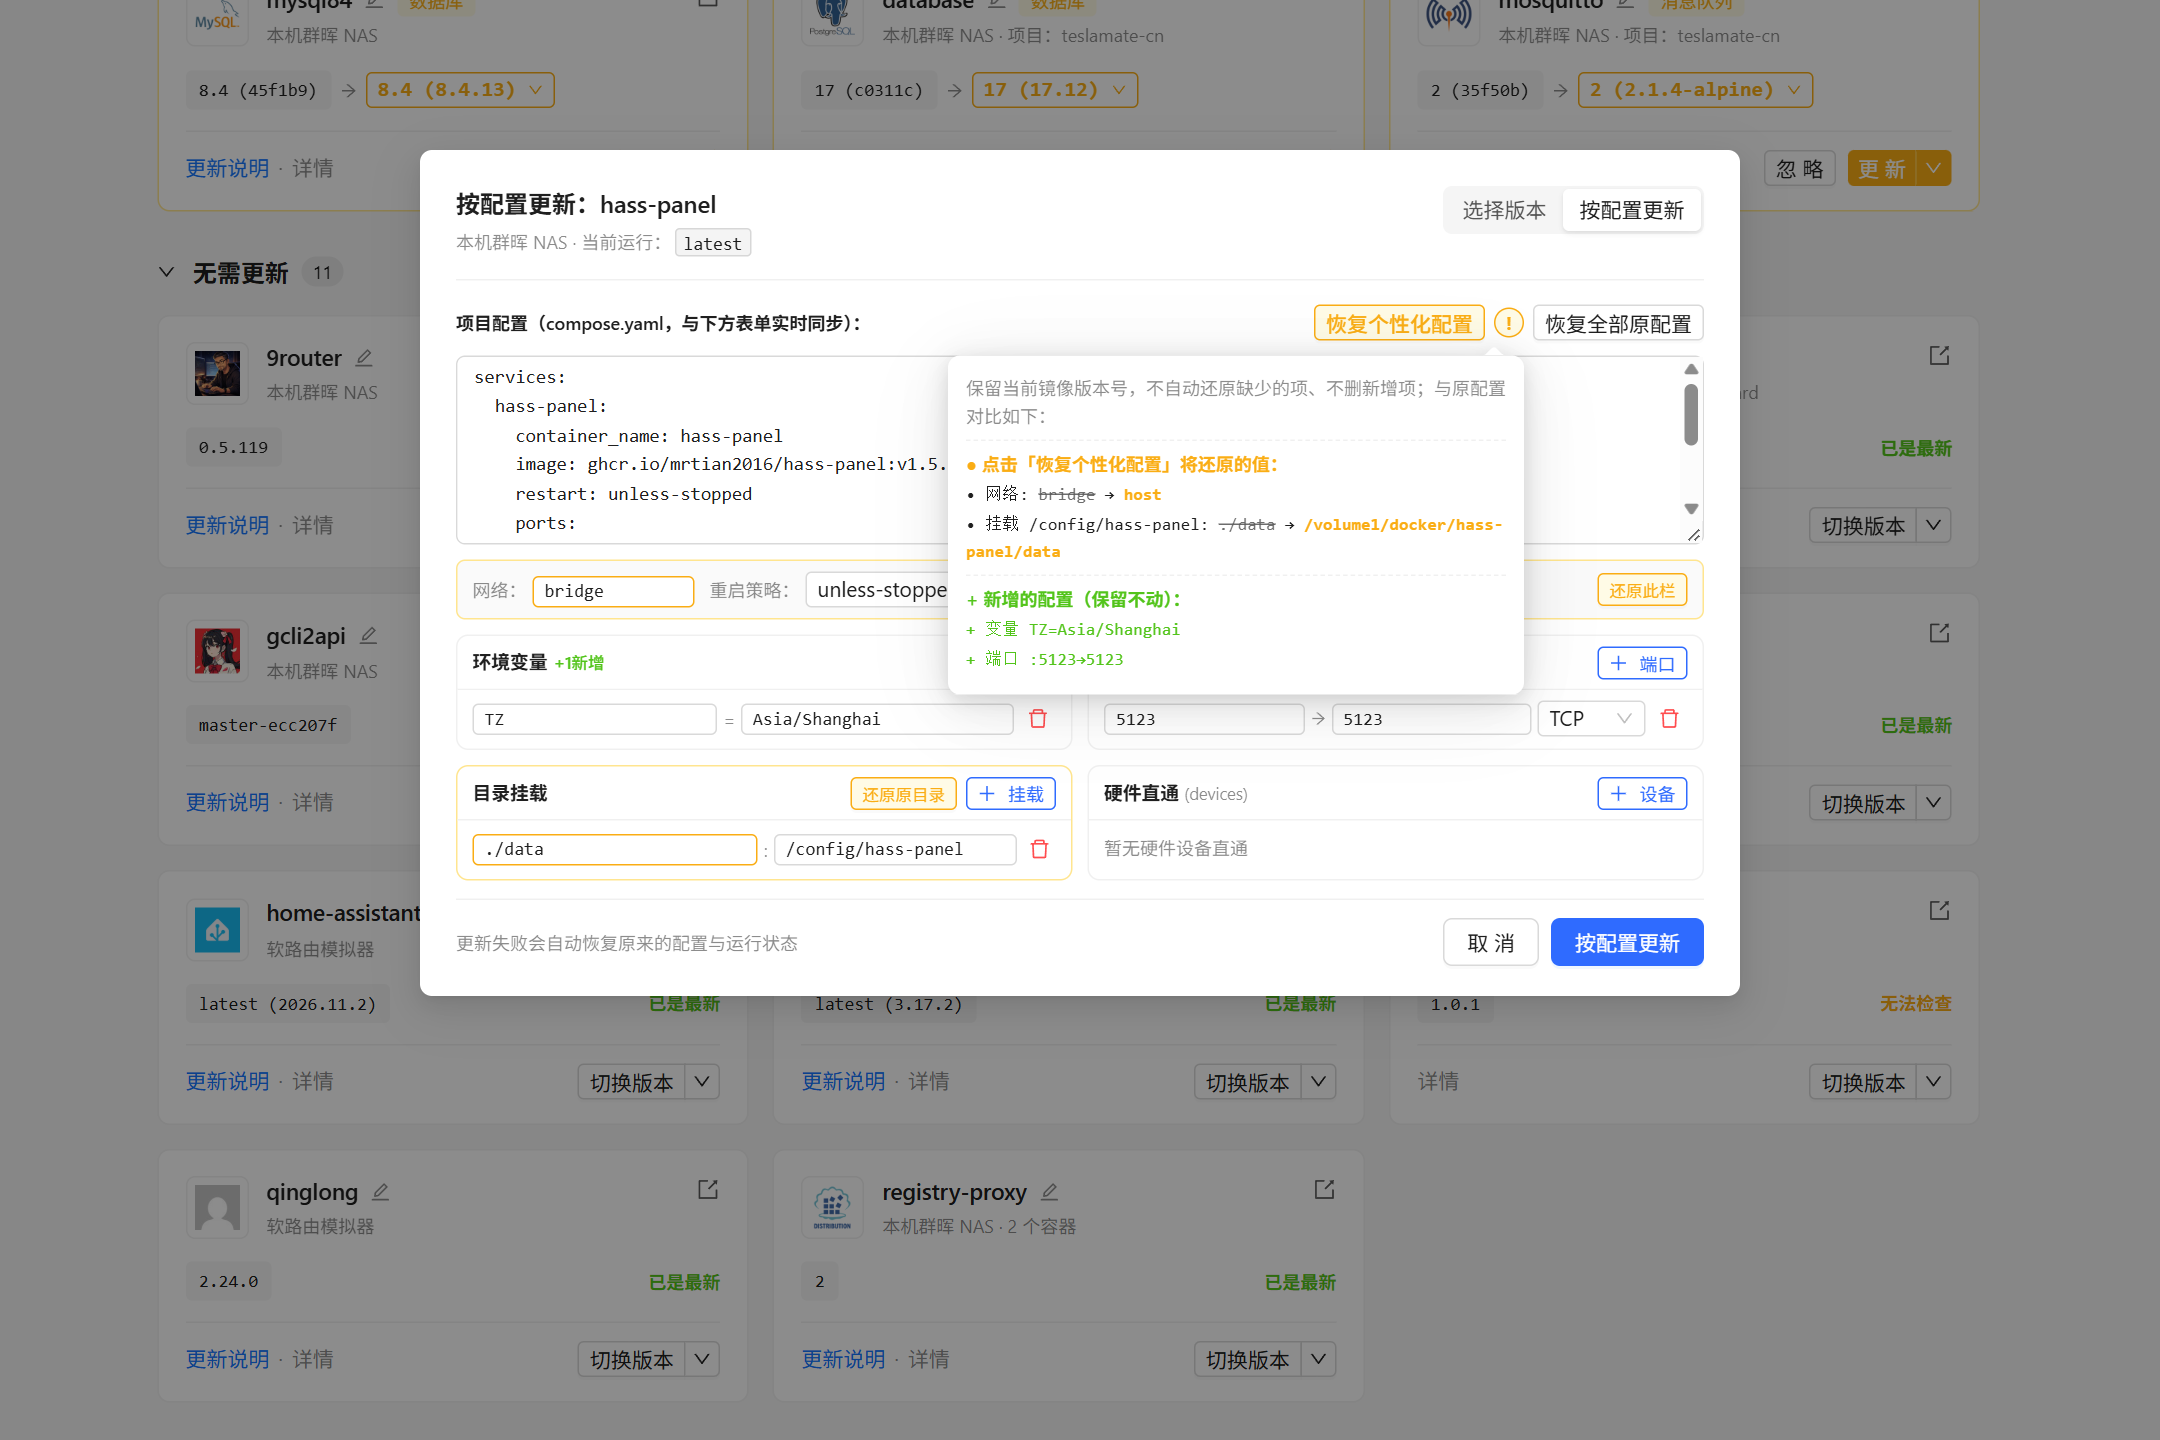 mysql84 数据库
本机群晖 NAS
8.4 (45f1b9) → 8.4 (8.4.13)
更新说明 · 详情
database 数据库
本机群晖 NAS · 项目：teslamate-cn
17 (c0311c) → 17 (17.12)
mosquitto 消息队列
本机群晖 NAS · 项目：teslamate-cn
2 (35f50b) → 2 (2.1.4-alpine)
忽 略 更 新
无需更新 11
按配置更新：hass-panel
本机群晖 NAS · 当前运行： latest
选择版本 按配置更新
项目配置（compose.yaml，与下方表单实时同步）：
恢复个性化配置 ! 恢复全部原配置
services:
hass-panel:
container_name: hass-panel
image: ghcr.io/mrtian2016/hass-panel:v1.5.
restart: unless-stopped
ports:
保留当前镜像版本号，不自动还原缺少的项、不删新增项；与原配置
对比如下：
● 点击「恢复个性化配置」将还原的值：
• 网络: bridge → host
• 挂载 /config/hass-panel: ./data → /volume1/docker/hass-
panel/data
+ 新增的配置（保留不动）：
+ 变量 TZ=Asia/Shanghai
+ 端口 :5123→5123
网络： bridge 重启策略： unless-stoppe 还原此栏
环境变量 +1新增
+ 端口
TZ = Asia/Shanghai
5123 → 5123 TCP
目录挂载 还原原目录 + 挂载
./data : /config/hass-panel
硬件直通 (devices) + 设备
暂无硬件设备直通
更新失败会自动恢复原来的配置与运行状态
取 消 按配置更新
9router
本机群晖 NAS
0.5.119
更新说明 · 详情
rd
已是最新
切换版本
gcli2api
本机群晖 NAS
master-ecc207f
更新说明 · 详情
已是最新
切换版本
home-assistant
软路由模拟器
latest (2026.11.2) 已是最新
更新说明 · 详情 切换版本
latest (3.17.2) 已是最新
更新说明 · 详情 切换版本
1.0.1 无法检查
详情 切换版本
qinglong
软路由模拟器
2.24.0 已是最新
更新说明 · 详情 切换版本
registry-proxy
本机群晖 NAS · 2 个容器
2 已是最新
更新说明 · 详情 切换版本
MySQL
PostgreSQL
DISTRIBUTION